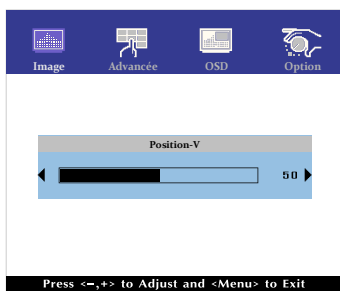 Image Advancée OSD Option
Position-V
50
Press <–,+> to Adjust and <Menu> to Exit